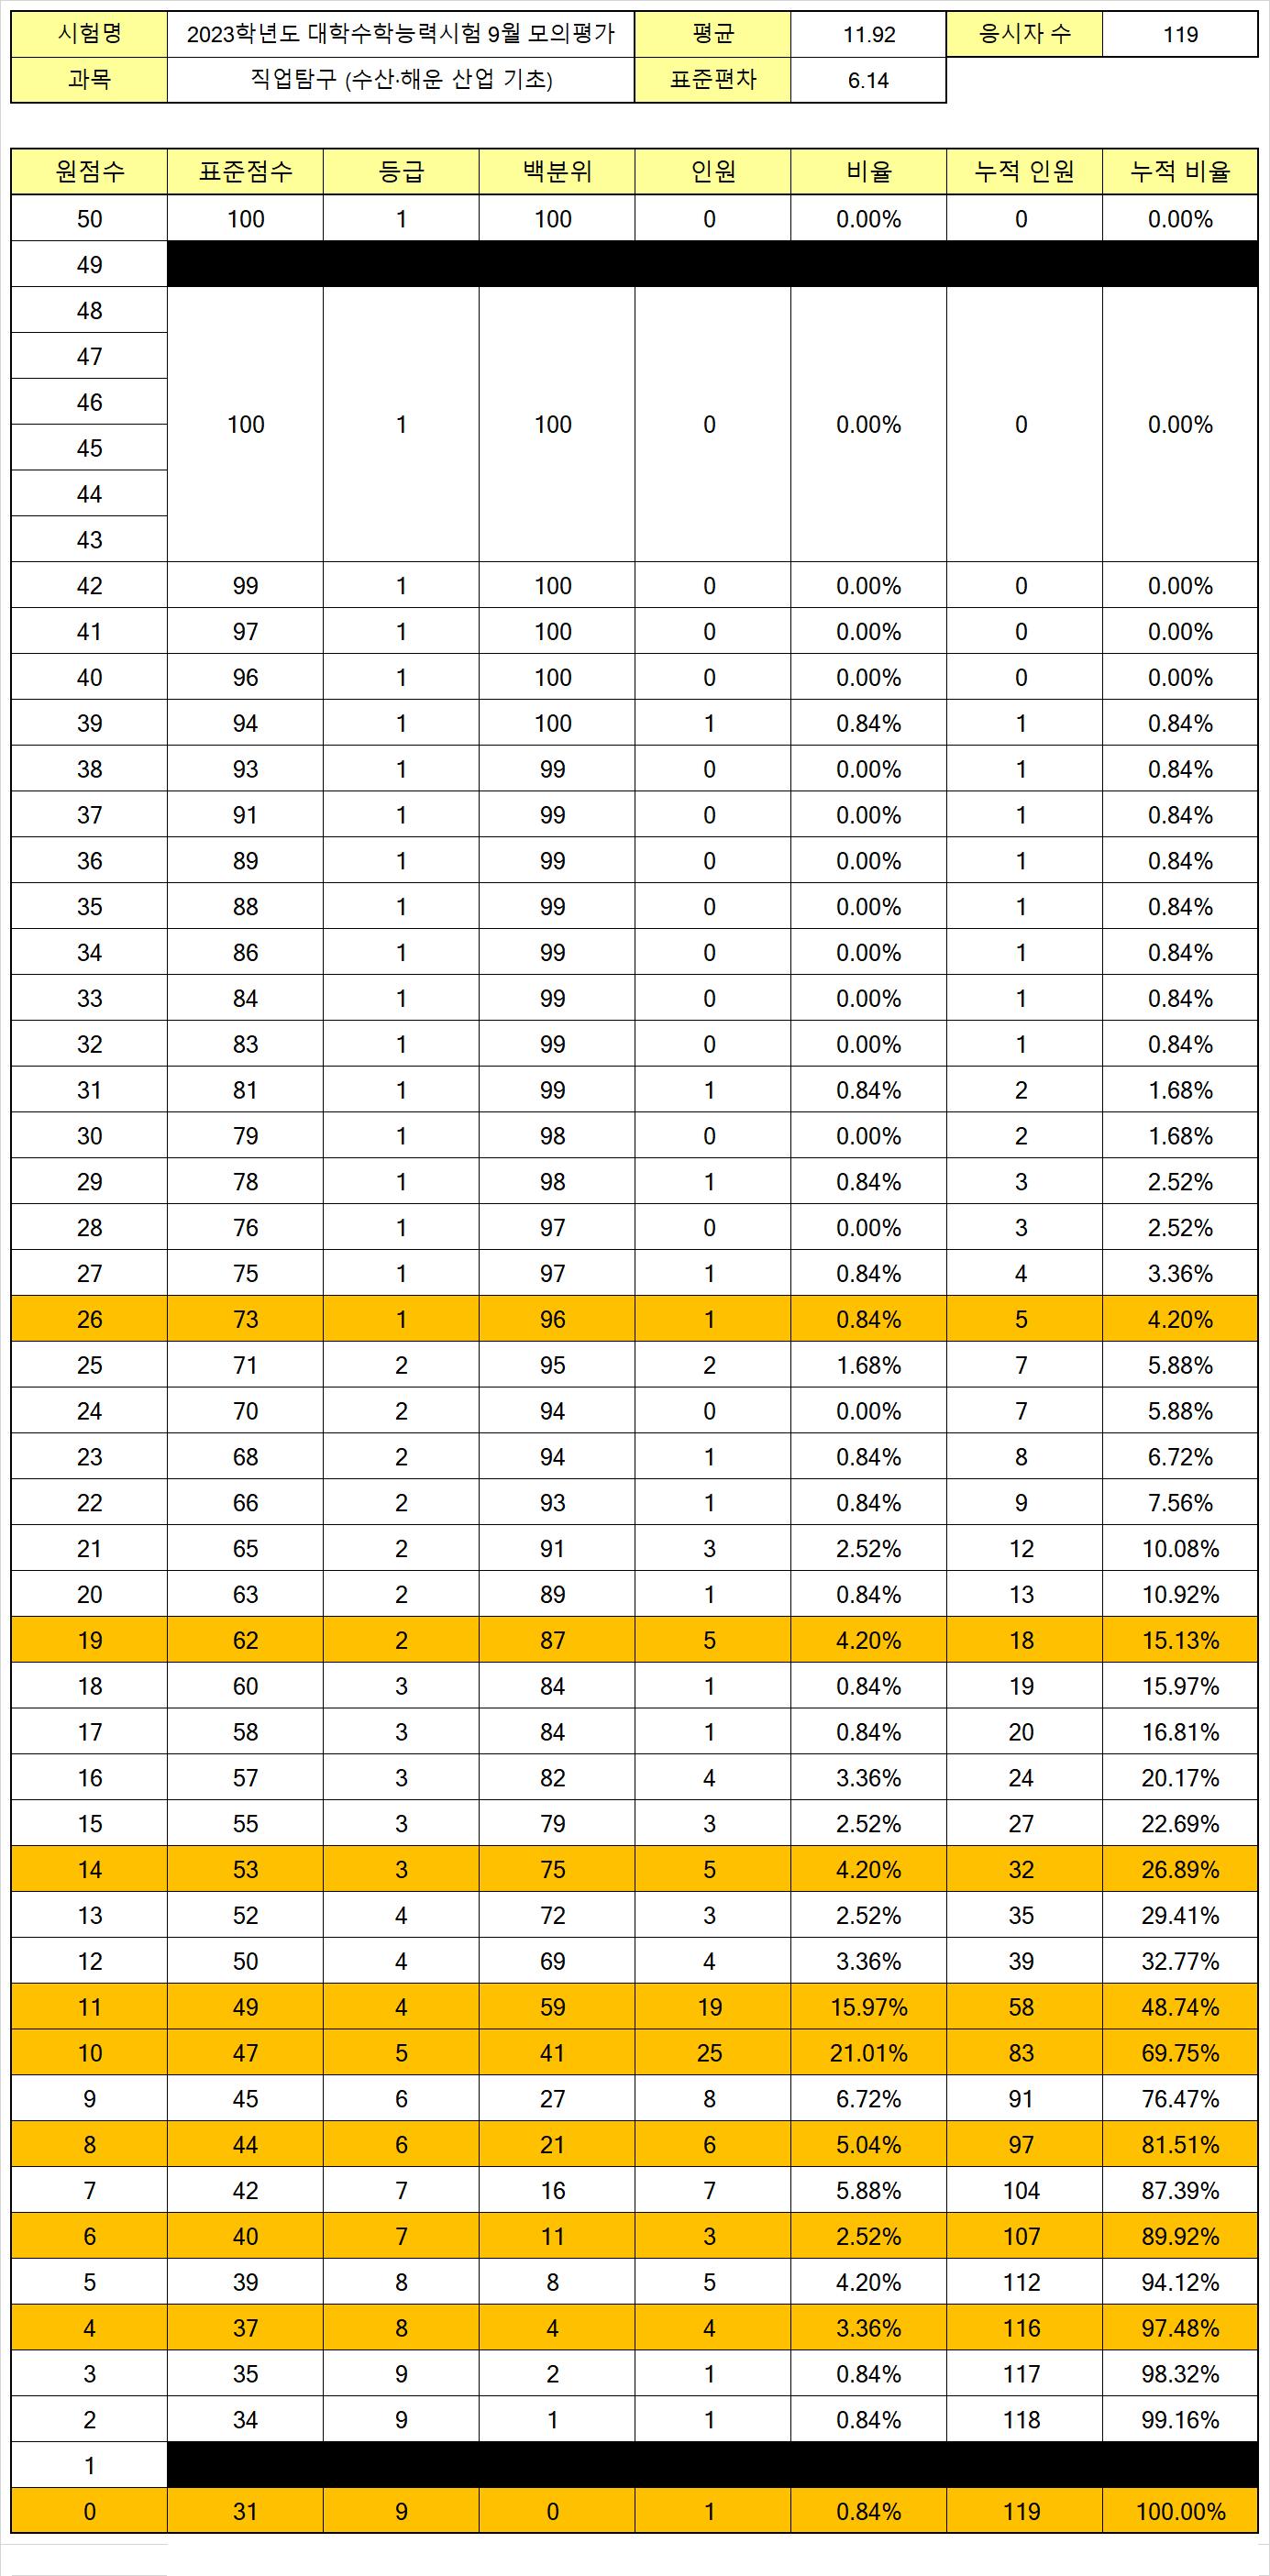 시험명 2023학년도 대학수학능력시험 9월 모의평가 평균 11.92 응시자 수 119
과목 직업탐구 (수산·해운 산업 기초) 표준편차 6.14
원점수 표준점수 등급 백분위 인원 비율 누적 인원 누적 비율
50 100 1 100 0 0.00% 0 0.00%
49
48
47
46
100 1 100 0 0.00% 0 0.00%
45
44
43
42 99 1 100 0 0.00% 0 0.00%
41 97 1 100 0 0.00% 0 0.00%
40 96 1 100 0 0.00% 0 0.00%
39 94 1 100 1 0.84% 1 0.84%
38 93 1 99 0 0.00% 1 0.84%
37 91 1 99 0 0.00% 1 0.84%
36 89 1 99 0 0.00% 1 0.84%
35 88 1 99 0 0.00% 1 0.84%
34 86 1 99 0 0.00% 1 0.84%
33 84 1 99 0 0.00% 1 0.84%
32 83 1 99 0 0.00% 1 0.84%
31 81 1 99 1 0.84% 2 1.68%
30 79 1 98 0 0.00% 2 1.68%
29 78 1 98 1 0.84% 3 2.52%
28 76 1 97 0 0.00% 3 2.52%
27 75 1 97 1 0.84% 4 3.36%
26 73 1 96 1 0.84% 5 4.20%
25 71 2 95 2 1.68% 7 5.88%
24 70 2 94 0 0.00% 7 5.88%
23 68 2 94 1 0.84% 8 6.72%
22 66 2 93 1 0.84% 9 7.56%
21 65 2 91 3 2.52% 12 10.08%
20 63 2 89 1 0.84% 13 10.92%
19 62 2 87 5 4.20% 18 15.13%
18 60 3 84 1 0.84% 19 15.97%
17 58 3 84 1 0.84% 20 16.81%
16 57 3 82 4 3.36% 24 20.17%
15 55 3 79 3 2.52% 27 22.69%
14 53 3 75 5 4.20% 32 26.89%
13 52 4 72 3 2.52% 35 29.41%
12 50 4 69 4 3.36% 39 32.77%
11 49 4 59 19 15.97% 58 48.74%
10 47 5 41 25 21.01% 83 69.75%
9 45 6 27 8 6.72% 91 76.47%
8 44 6 21 6 5.04% 97 81.51%
7 42 7 16 7 5.88% 104 87.39%
6 40 7 11 3 2.52% 107 89.92%
5 39 8 8 5 4.20% 112 94.12%
4 37 8 4 4 3.36% 116 97.48%
3 35 9 2 1 0.84% 117 98.32%
2 34 9 1 1 0.84% 118 99.16%
1
0 31 9 0 1 0.84% 119 100.00%